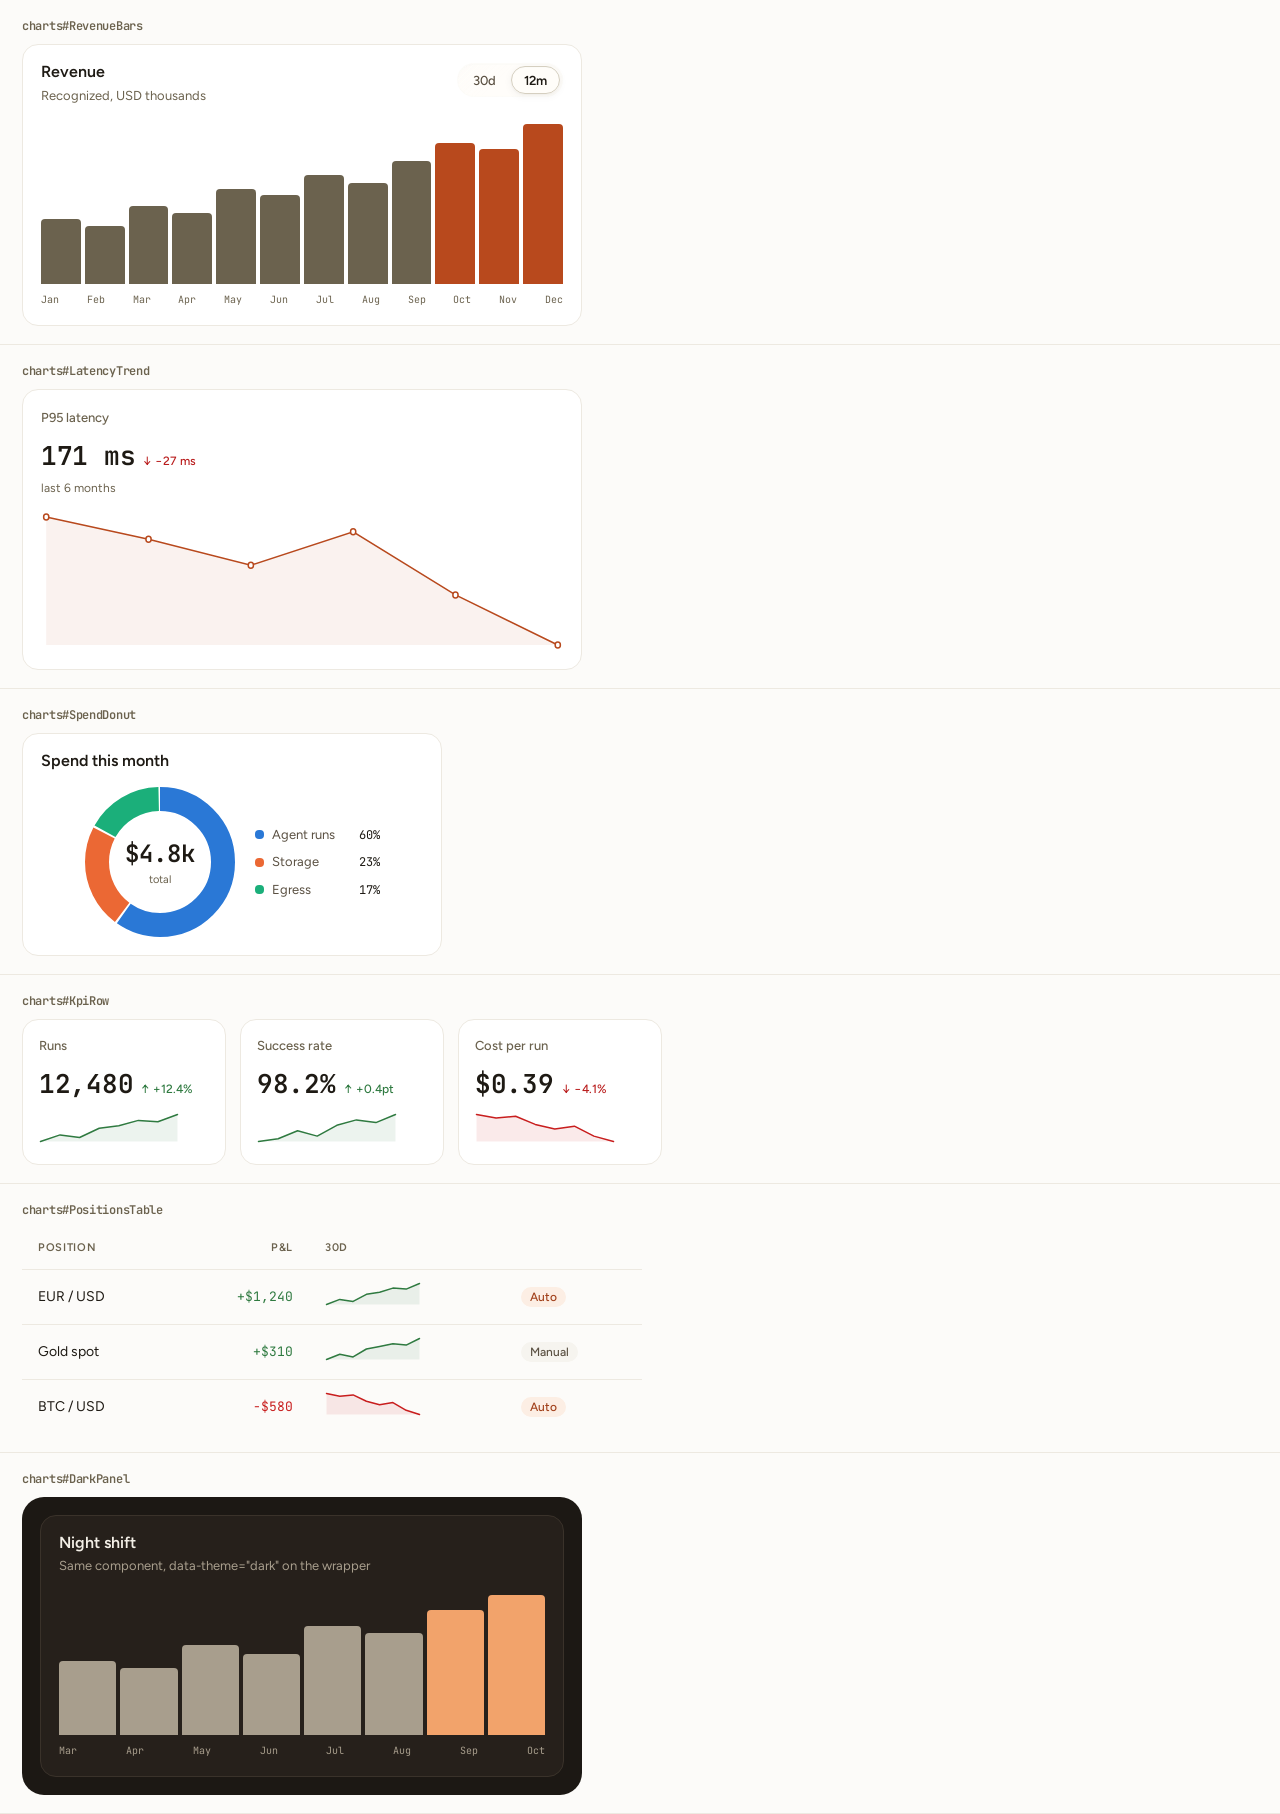 charts#RevenueBars
Revenue
30d 12m
Recognized, USD thousands
Jan Feb Mar Apr May Jun Jul Aug Sep Oct Nov Dec
charts#LatencyTrend
P95 latency
171 ms ↓ -27 ms
last 6 months
charts#SpendDonut
Spend this month
$4.8k
total
Agent runs 60%
Storage 23%
Egress 17%
charts#KpiRow
Runs
12,480 ↑ +12.4%
Success rate
98.2% ↑ +0.4pt
Cost per run
$0.39 ↓ -4.1%
charts#PositionsTable
POSITION P&L 30D
EUR / USD +$1,240 Auto
Gold spot +$310 Manual
BTC / USD -$580 Auto
charts#DarkPanel
Night shift
Same component, data-theme="dark" on the wrapper
Mar Apr May Jun Jul Aug Sep Oct